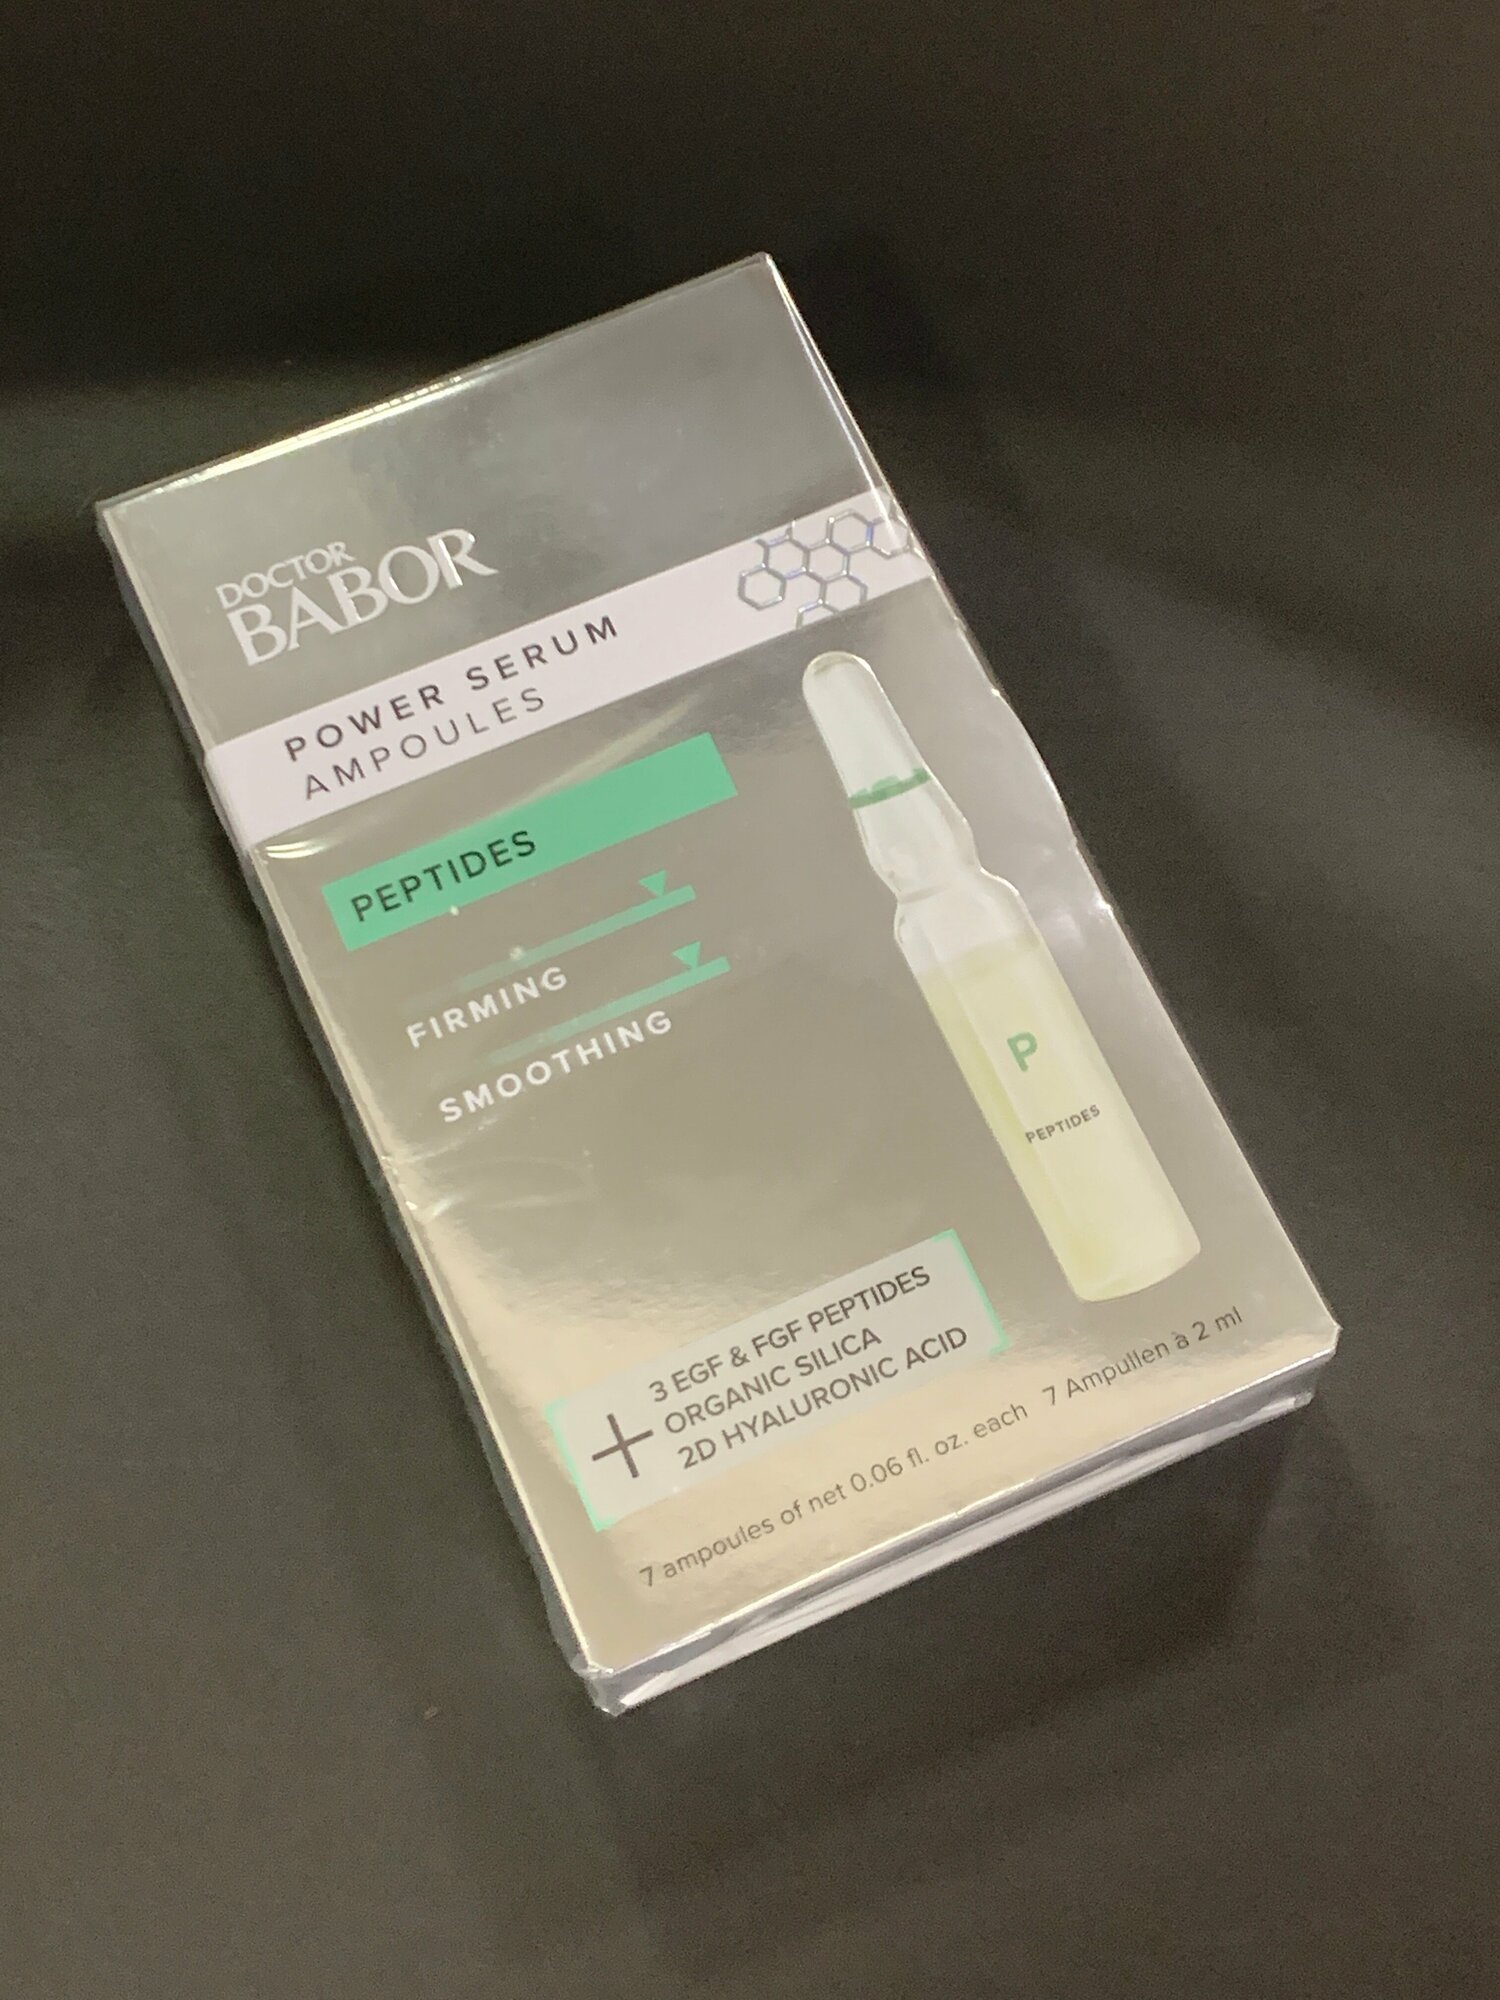 DOCTOR
BABOR
POWER SERUM
AMPOULES
PEPTIDES
FIRMING
SMOOTHING
P
PEPTIDES
+
3 EGF & FGF PEPTIDES
ORGANIC SILICA
2D HYALURONIC ACID
7 ampoules of net 0.06 fl. oz. each 7 Ampullen à 2 ml